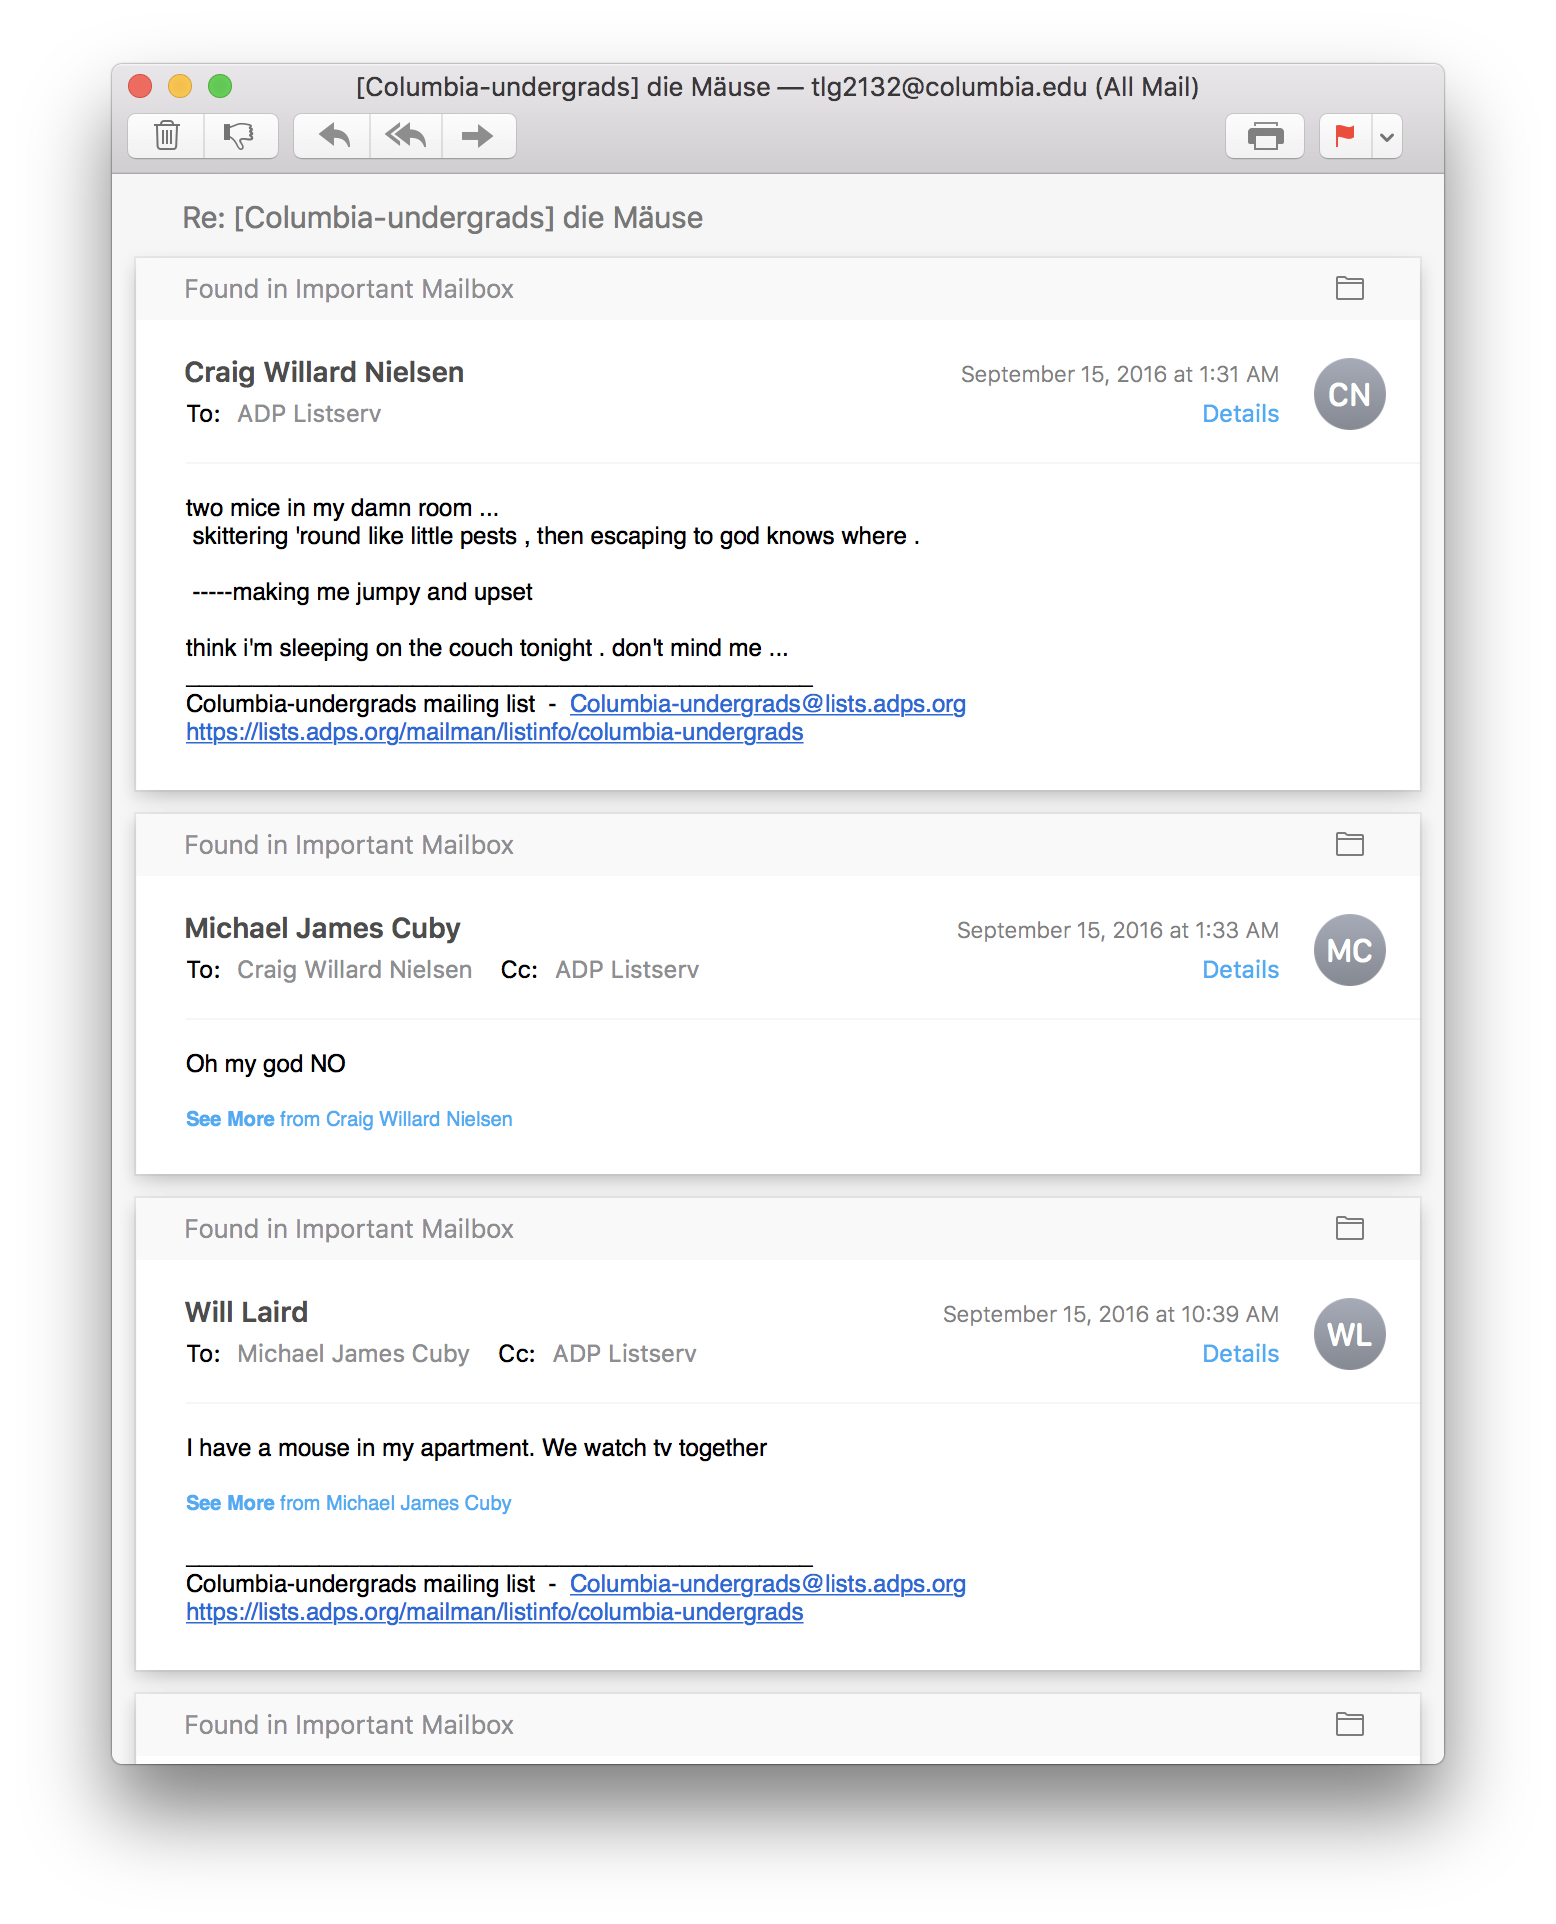 [Columbia-undergrads] die Mäuse — tlg2132@columbia.edu (All Mail)
Re: [Columbia-undergrads] die Mäuse
Found in Important Mailbox
Craig Willard Nielsen
September 15, 2016 at 1:31 AM
CN
To: ADP Listserv
Details
two mice in my damn room ...
skittering 'round like little pests , then escaping to god knows where .
-----making me jumpy and upset
think i'm sleeping on the couch tonight . don't mind me ...
_______________________________________________
Columbia-undergrads mailing list - Columbia-undergrads@lists.adps.org
https://lists.adps.org/mailman/listinfo/columbia-undergrads
Found in Important Mailbox
Michael James Cuby
September 15, 2016 at 1:33 AM
MC
To: Craig Willard Nielsen Cc: ADP Listserv
Details
Oh my god NO
See More from Craig Willard Nielsen
Found in Important Mailbox
Will Laird
September 15, 2016 at 10:39 AM
WL
To: Michael James Cuby Cc: ADP Listserv
Details
I have a mouse in my apartment. We watch tv together
See More from Michael James Cuby
_______________________________________________
Columbia-undergrads mailing list - Columbia-undergrads@lists.adps.org
https://lists.adps.org/mailman/listinfo/columbia-undergrads
Found in Important Mailbox